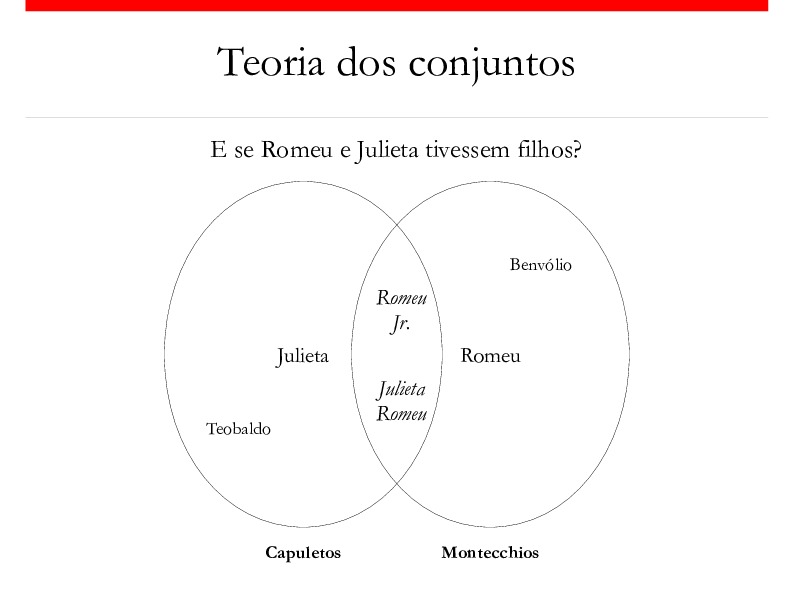 Teoria dos conjuntos
E se Romeu e Julieta tivessem filhos?
Benvólio
Romeu
Jr.
Julieta
Romeu
Julieta
Romeu
Teobaldo
Capuletos
Montecchios